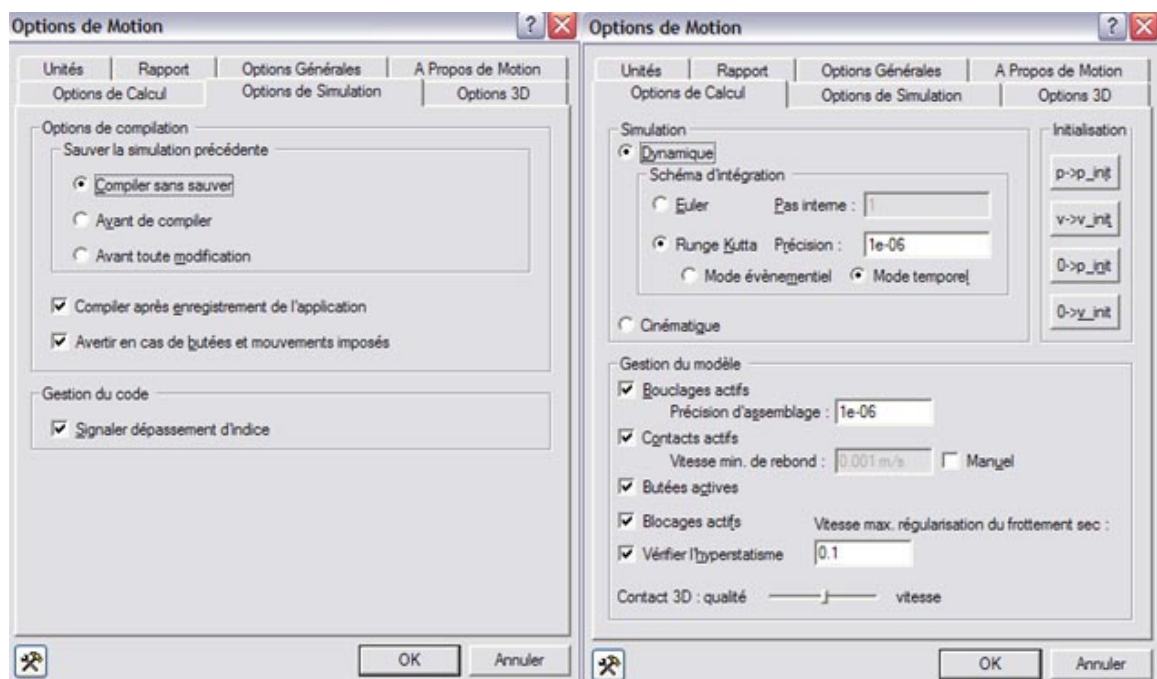 Options de Motion
Unités Rapport Options Générales A Propos de Motion
Options de Calcul Options de Simulation Options 3D
Options de compilation
Sauver la simulation précédente
Compiler sans sauver
Avant de compiler
Avant toute modification
Compiler après enregistrement de l'application
Avertir en cas de butées et mouvements imposés
Gestion du code
Signaler dépassement d'indice
OK Annuler
Options de Motion
Unités Rapport Options Générales A Propos de Motion
Options de Calcul Options de Simulation Options 3D
Simulation
Dynamique
Schéma d'intégration
Euler Pas interne : 1
Runge Kutta Précision : 1e-06
Mode évènementiel Mode temporel
Cinématique
Initialisation
p->p_init
v->v_init
0->p_init
0->v_init
Gestion du modèle
Bouclages actifs
Précision d'assemblage : 1e-06
Contacts actifs
Vitesse min. de rebond : 0.001 m/s Manuel
Butées actives
Blocages actifs Vitesse max. régularisation du frottement sec :
Vérifier l'hyperstatisme 0.1
Contact 3D : qualité vitesse
OK Annuler